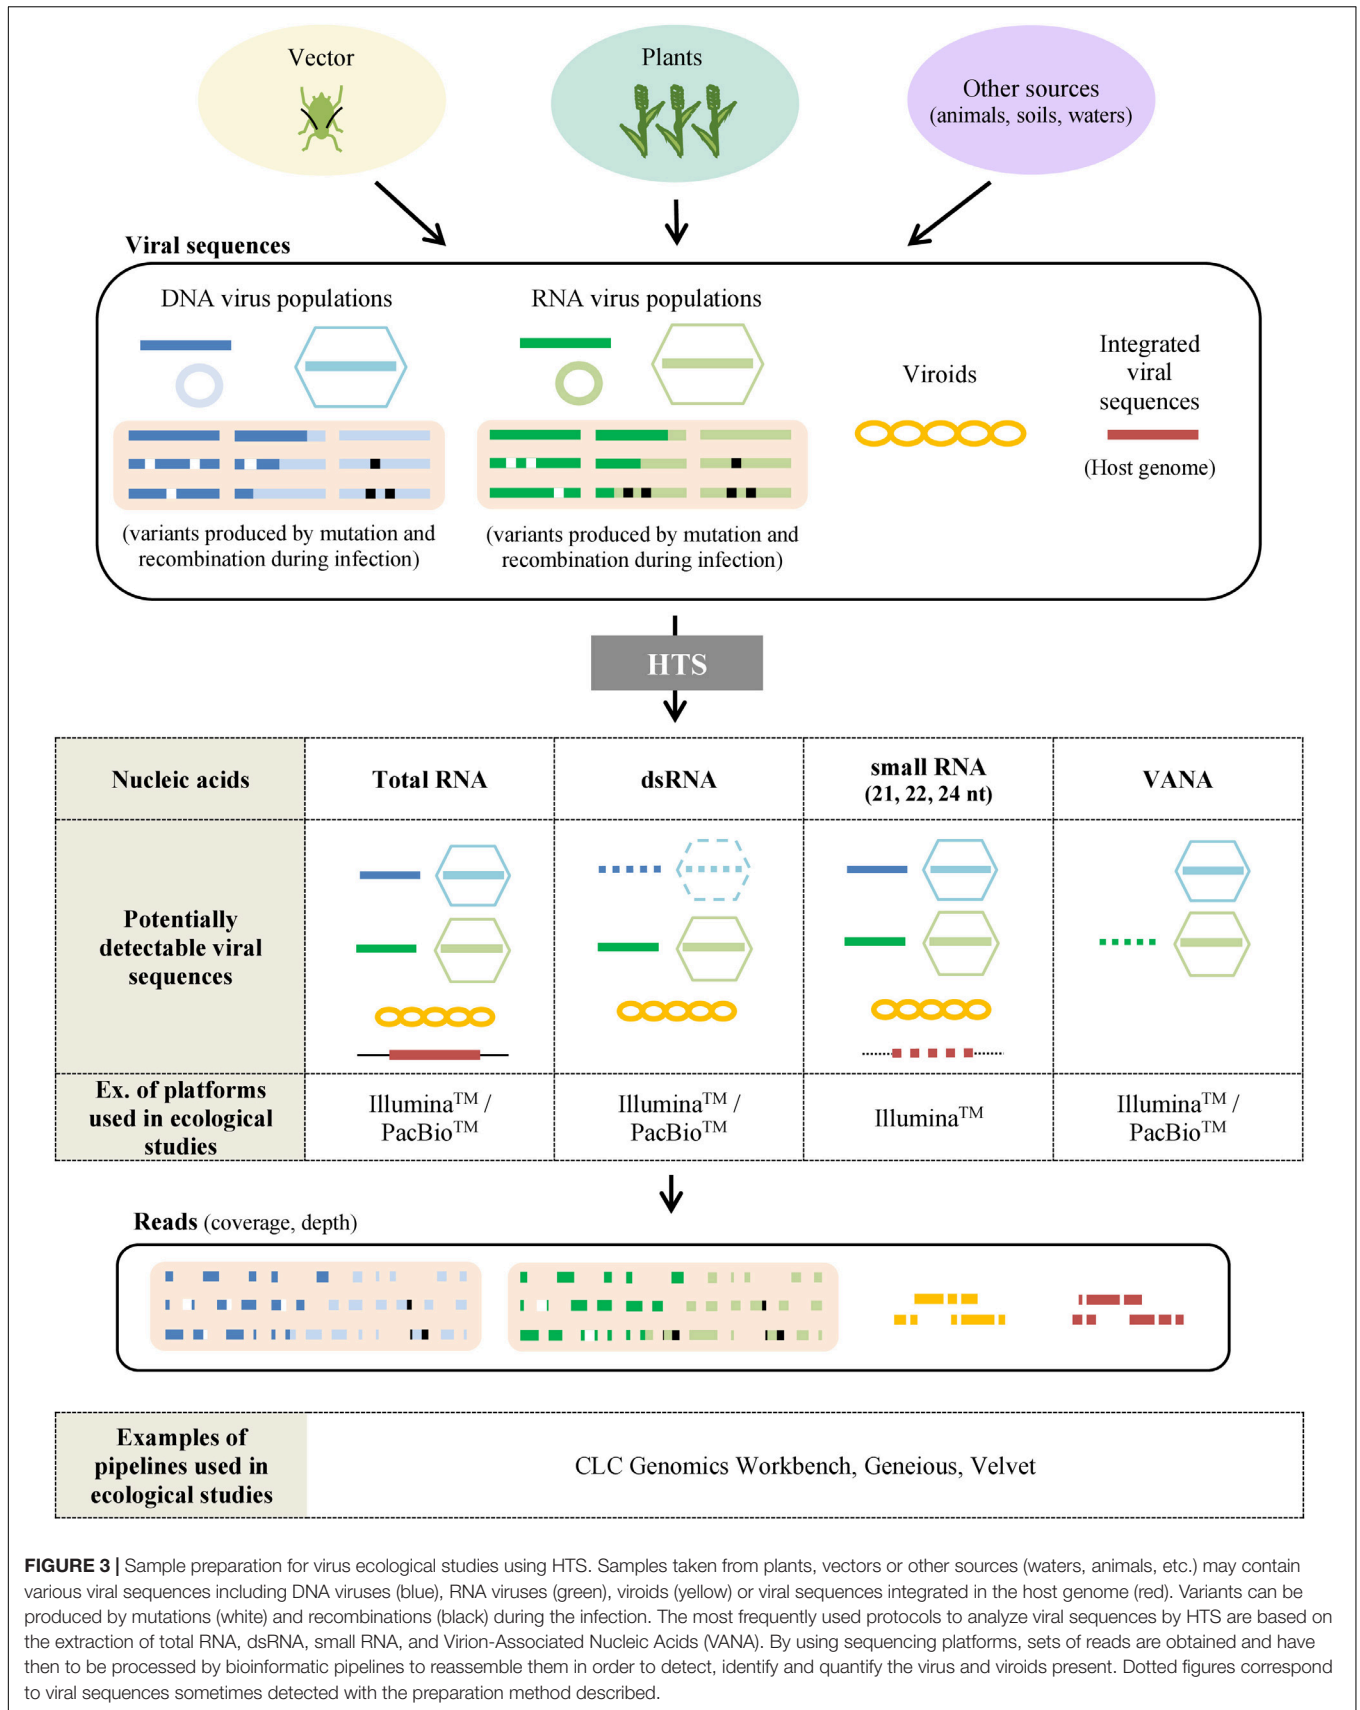 Vector
Plants
Other sources
(animals, soils, waters)
Viral sequences
DNA virus populations
RNA virus populations
Viroids
Integrated
viral
sequences
(Host genome)
(variants produced by mutation and
recombination during infection)
(variants produced by mutation and
recombination during infection)
HTS
Nucleic acids
Total RNA
dsRNA
small RNA
(21, 22, 24 nt)
VANA
Potentially
detectable viral
sequences
Ex. of platforms
used in ecological
studies
Illumina™ /
PacBio™
Illumina™ /
PacBio™
Illumina™
Illumina™ /
PacBio™
Reads (coverage, depth)
Examples of
pipelines used in
ecological studies
CLC Genomics Workbench, Geneious, Velvet
FIGURE 3 | Sample preparation for virus ecological studies using HTS. Samples taken from plants, vectors or other sources (waters, animals, etc.) may contain
various viral sequences including DNA viruses (blue), RNA viruses (green), viroids (yellow) or viral sequences integrated in the host genome (red). Variants can be
produced by mutations (white) and recombinations (black) during the infection. The most frequently used protocols to analyze viral sequences by HTS are based on
the extraction of total RNA, dsRNA, small RNA, and Virion-Associated Nucleic Acids (VANA). By using sequencing platforms, sets of reads are obtained and have
then to be processed by bioinformatic pipelines to reassemble them in order to detect, identify and quantify the virus and viroids present. Dotted figures correspond
to viral sequences sometimes detected with the preparation method described.